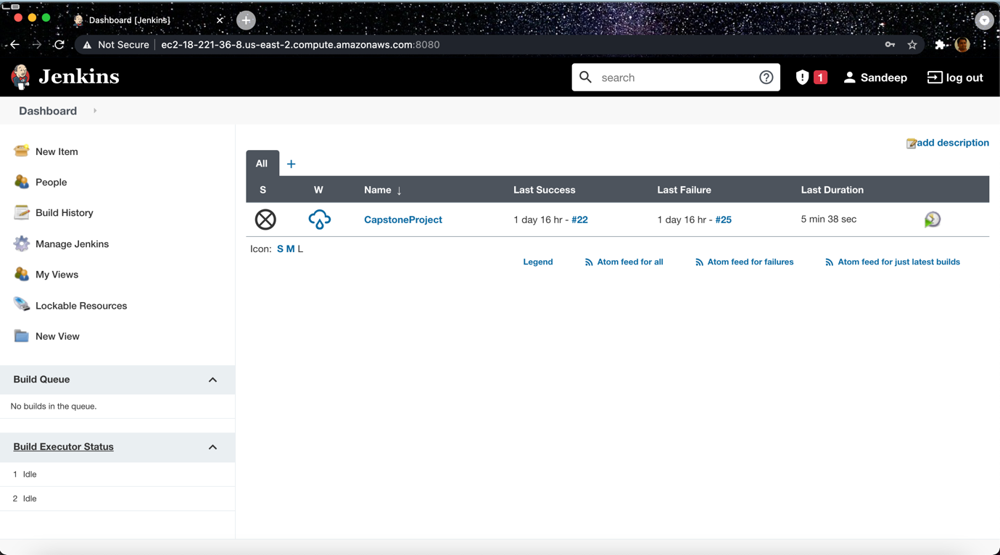 Dashboard [Jenkins]
Not Secure ec2-18-221-36-8.us-east-2.compute.amazonaws.com:8080
Jenkins search 1 Sandeep log out
Dashboard
New Item
People
Build History
Manage Jenkins
My Views
Lockable Resources
New View
Build Queue
No builds in the queue.
Build Executor Status
1 Idle
2 Idle
add description
All +
S W Name ↓ Last Success Last Failure Last Duration
CapstoneProject 1 day 16 hr - #22 1 day 16 hr - #25 5 min 38 sec
Icon: S M L
Legend Atom feed for all Atom feed for failures Atom feed for just latest builds